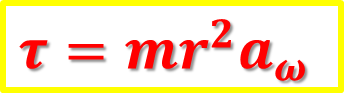 τ = mr²a_ω